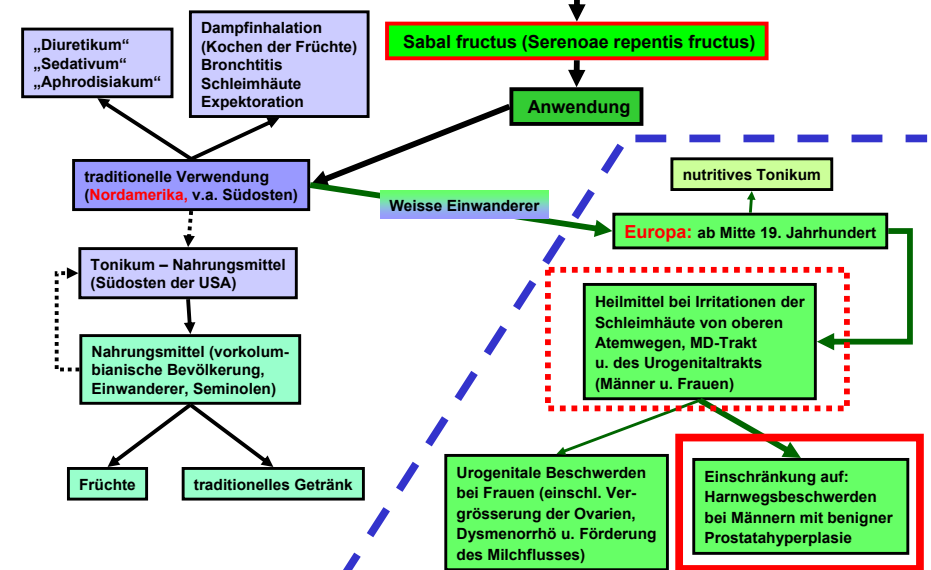 Sabal fructus (Serenoae repentis fructus)
Anwendung
„Diuretikum“
„Sedativum“
„Aphrodisiakum“
Dampfinhalation
(Kochen der Früchte)
Bronchtitis
Schleimhäute
Expektoration
traditionelle Verwendung
(Nordamerika, v.a. Südosten)
Weisse Einwanderer
nutritives Tonikum
Europa: ab Mitte 19. Jahrhundert
Tonikum – Nahrungsmittel
(Südosten der USA)
Nahrungsmittel (vorkolum-
bianische Bevölkerung,
Einwanderer, Seminolen)
Früchte
traditionelles Getränk
Heilmittel bei Irritationen der
Schleimhäute von oberen
Atemwegen, MD-Trakt
u. des Urogenitaltrakts
(Männer u. Frauen)
Urogenitale Beschwerden
bei Frauen (einschl. Ver-
grösserung der Ovarien,
Dysmenorrhö u. Förderung
des Milchflusses)
Einschränkung auf:
Harnwegsbeschwerden
bei Männern mit benigner
Prostatahyperplasie